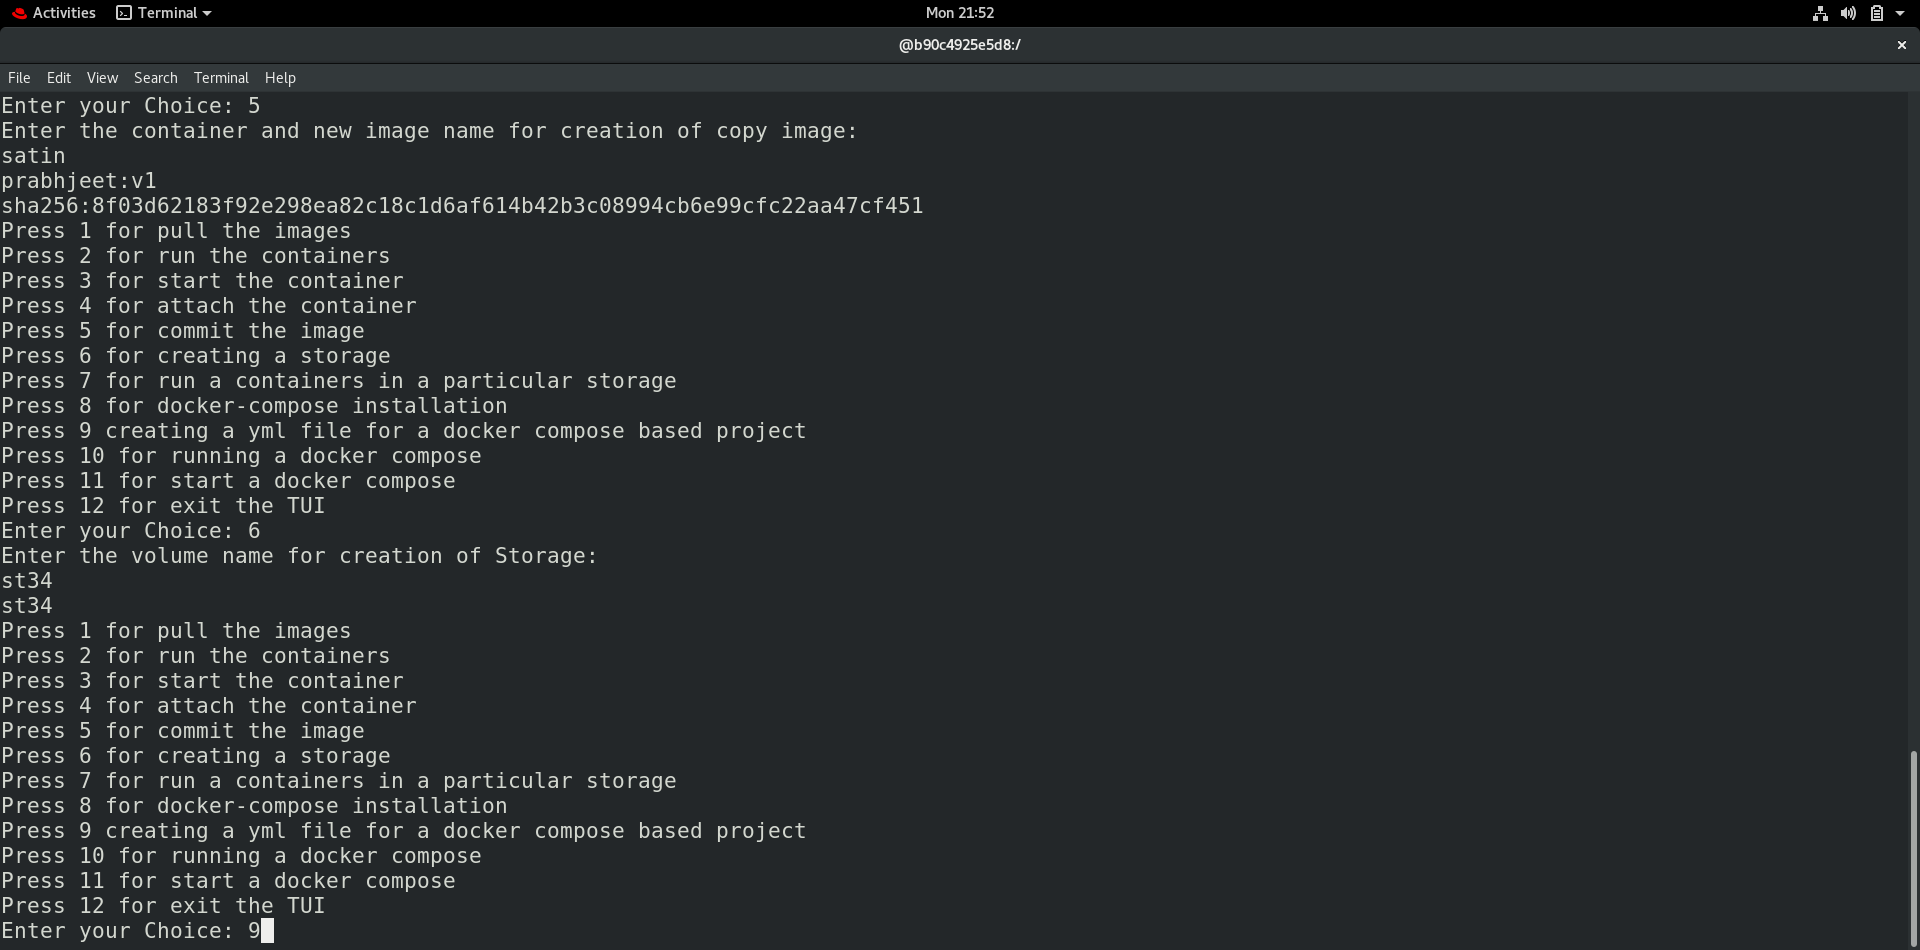 Activities Terminal Mon 21:52
@b90c4925e5d8:/
File Edit View Search Terminal Help
Enter your Choice: 5
Enter the container and new image name for creation of copy image:
satin
prabhjeet:v1
sha256:8f03d62183f92e298ea82c18c1d6af614b42b3c08994cb6e99cfc22aa47cf451
Press 1 for pull the images
Press 2 for run the containers
Press 3 for start the container
Press 4 for attach the container
Press 5 for commit the image
Press 6 for creating a storage
Press 7 for run a containers in a particular storage
Press 8 for docker-compose installation
Press 9 creating a yml file for a docker compose based project
Press 10 for running a docker compose
Press 11 for start a docker compose
Press 12 for exit the TUI
Enter your Choice: 6
Enter the volume name for creation of Storage:
st34
st34
Press 1 for pull the images
Press 2 for run the containers
Press 3 for start the container
Press 4 for attach the container
Press 5 for commit the image
Press 6 for creating a storage
Press 7 for run a containers in a particular storage
Press 8 for docker-compose installation
Press 9 creating a yml file for a docker compose based project
Press 10 for running a docker compose
Press 11 for start a docker compose
Press 12 for exit the TUI
Enter your Choice: 9